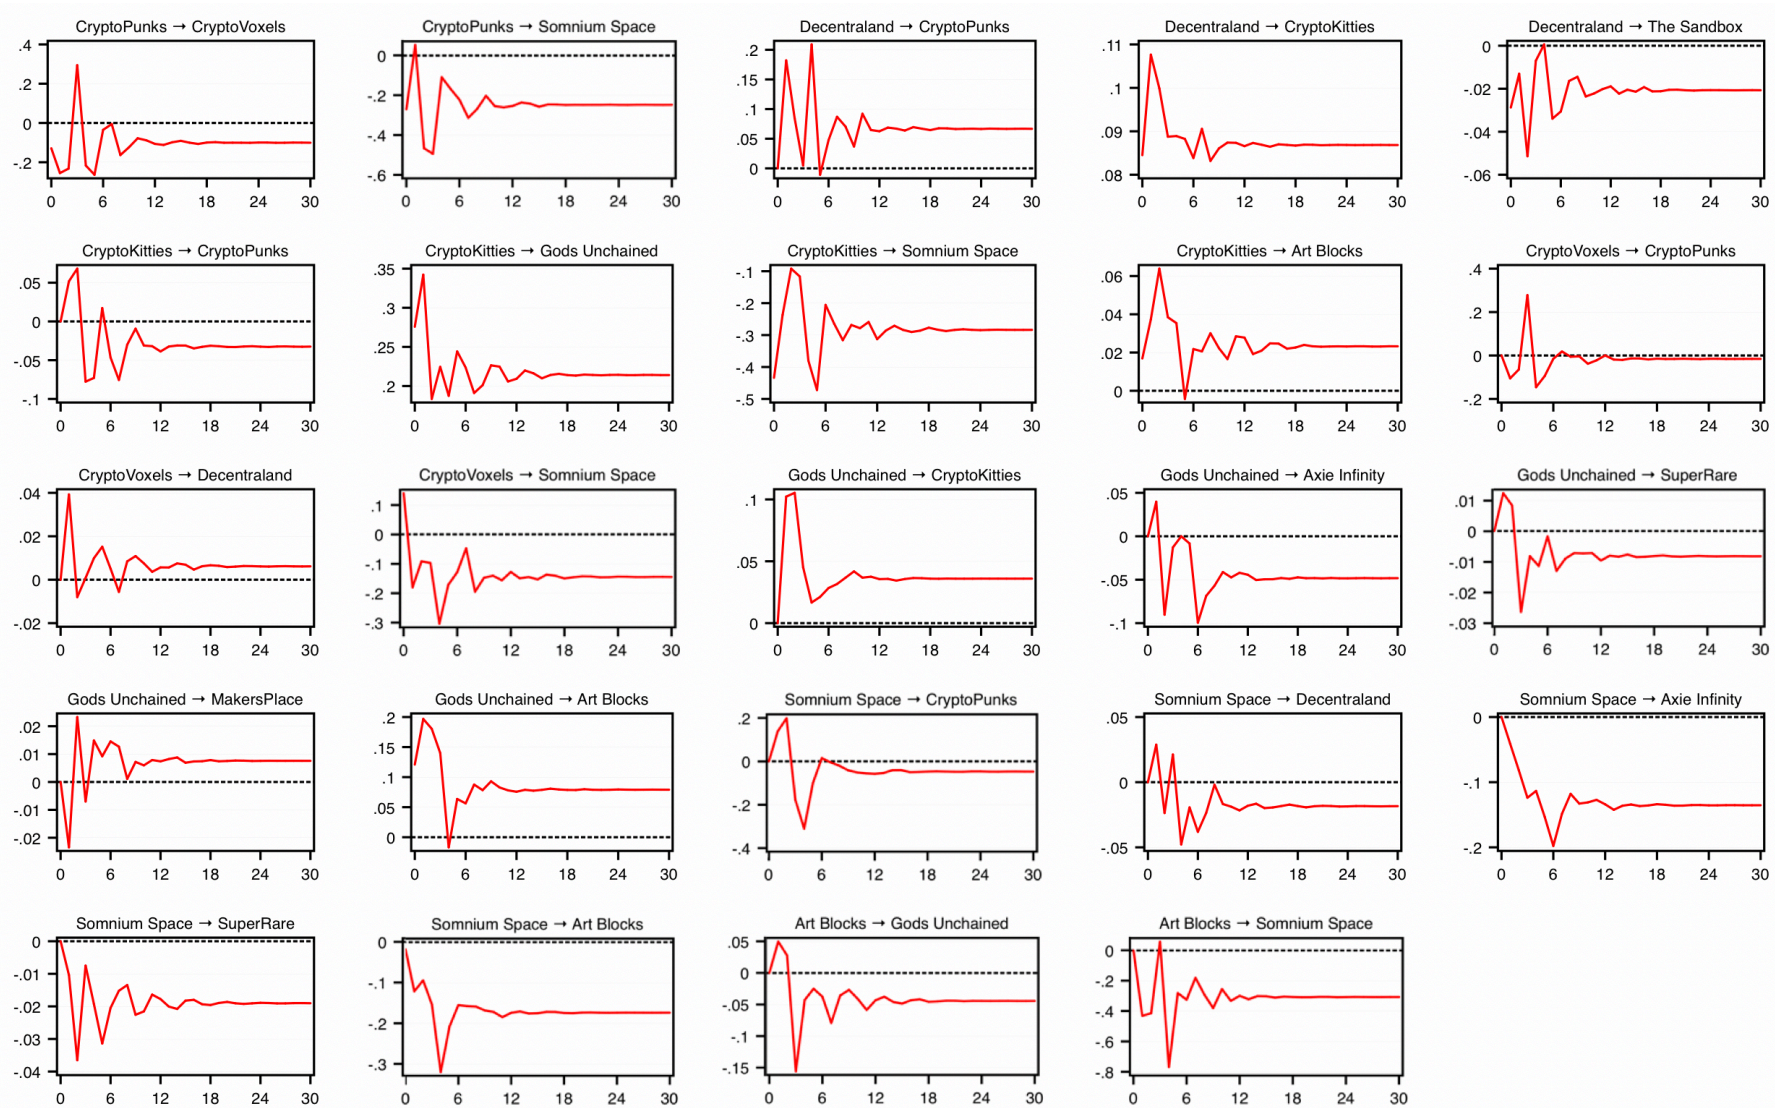 CryptoPunks → CryptoVoxels
.4
.2
0
-.2
0 6 12 18 24 30
CryptoPunks → Somnium Space
0
-.2
-.4
-.6
0 6 12 18 24 30
Decentraland → CryptoPunks
.2
.15
.1
.05
0
0 6 12 18 24 30
Decentraland → CryptoKitties
.11
.1
.09
.08
0 6 12 18 24 30
Decentraland → The Sandbox
0
-.02
-.04
-.06
0 6 12 18 24 30
CryptoKitties → CryptoPunks
.05
0
-.05
-.1
0 6 12 18 24 30
CryptoKitties → Gods Unchained
.35
.3
.25
.2
0 6 12 18 24 30
CryptoKitties → Somnium Space
-.1
-.2
-.3
-.4
-.5
0 6 12 18 24 30
CryptoKitties → Art Blocks
.06
.04
.02
0
0 6 12 18 24 30
CryptoVoxels → CryptoPunks
.4
.2
0
-.2
0 6 12 18 24 30
CryptoVoxels → Decentraland
.04
.02
0
-.02
0 6 12 18 24 30
CryptoVoxels → Somnium Space
.1
0
-.1
-.2
-.3
0 6 12 18 24 30
Gods Unchained → CryptoKitties
.1
.05
0
0 6 12 18 24 30
Gods Unchained → Axie Infinity
.05
0
-.05
-.1
0 6 12 18 24 30
Gods Unchained → SuperRare
.01
0
-.01
-.02
-.03
0 6 12 18 24 30
Gods Unchained → MakersPlace
.02
.01
0
-.01
-.02
0 6 12 18 24 30
Gods Unchained → Art Blocks
.2
.15
.1
.05
0
0 6 12 18 24 30
Somnium Space → CryptoPunks
.2
0
-.2
-.4
0 6 12 18 24 30
Somnium Space → Decentraland
.05
0
-.05
0 6 12 18 24 30
Somnium Space → Axie Infinity
0
-.1
-.2
0 6 12 18 24 30
Somnium Space → SuperRare
0
-.01
-.02
-.03
-.04
0 6 12 18 24 30
Somnium Space → Art Blocks
0
-.1
-.2
-.3
0 6 12 18 24 30
Art Blocks → Gods Unchained
.05
0
-.05
-.1
-.15
0 6 12 18 24 30
Art Blocks → Somnium Space
0
-.2
-.4
-.6
-.8
0 6 12 18 24 30